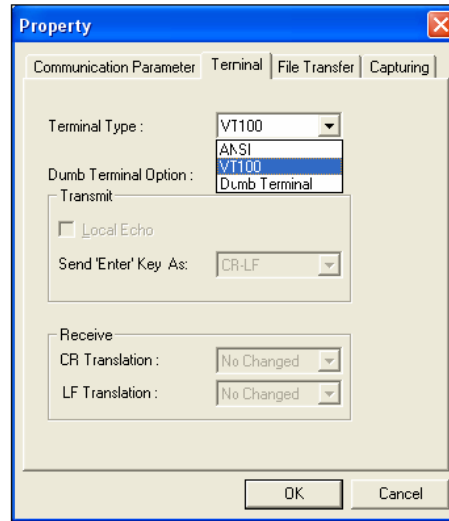 Property
Communication Parameter Terminal File Transfer Capturing
Terminal Type : VT100
ANSI
VT100
Dumb Terminal
Dumb Terminal Option :
Transmit
Local Echo
Send 'Enter' Key As: CR-LF
Receive
CR Translation : No Changed
LF Translation : No Changed
OK Cancel